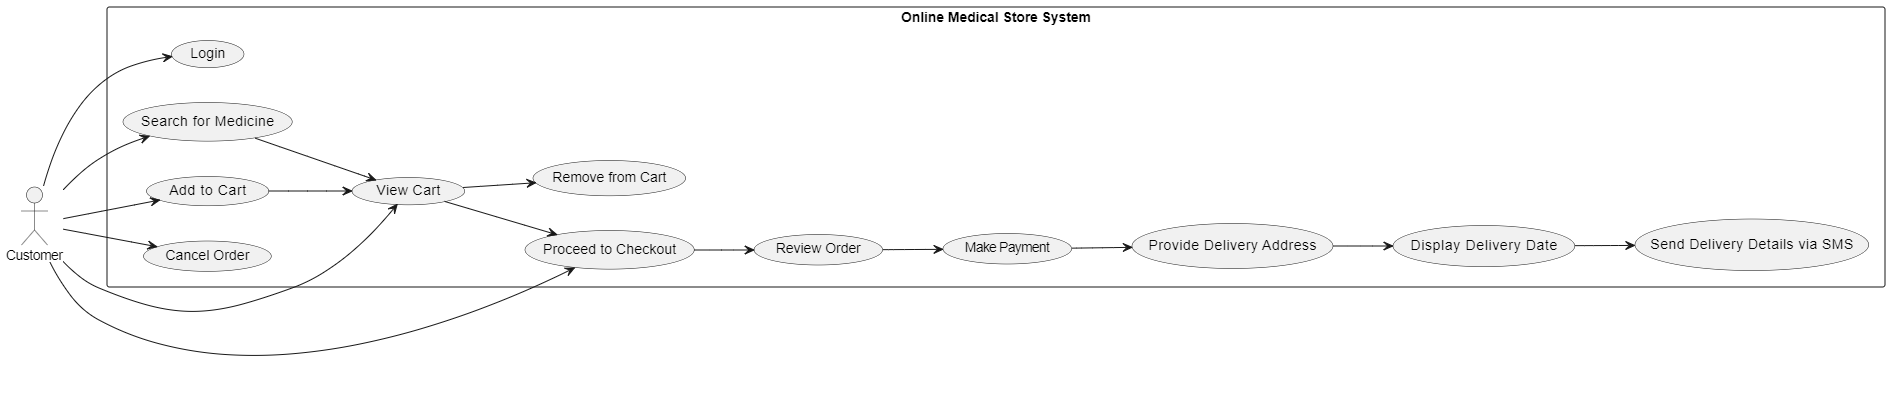 Online Medical Store System
Login
Search for Medicine
Add to Cart
View Cart
Remove from Cart
Cancel Order
Customer
Proceed to Checkout
Review Order
Make Payment
Provide Delivery Address
Display Delivery Date
Send Delivery Details via SMS